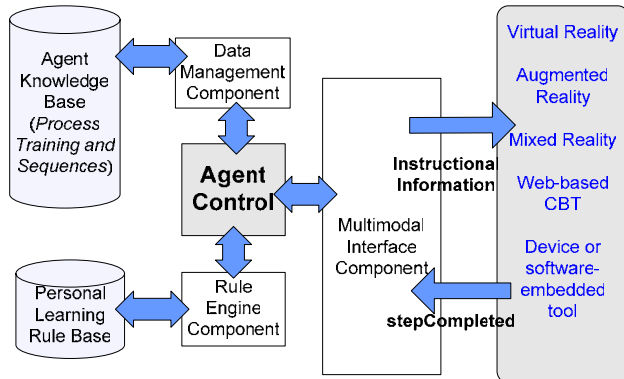 Agent
Knowledge
Base
(Process
Training and
Sequences)
Data
Management
Component
Agent
Control
Personal
Learning
Rule Base
Rule
Engine
Component
Multimodal
Interface
Component
Instructional
Information
stepCompleted
Virtual Reality
Augmented
Reality
Mixed Reality
Web-based
CBT
Device or
software-
embedded
tool